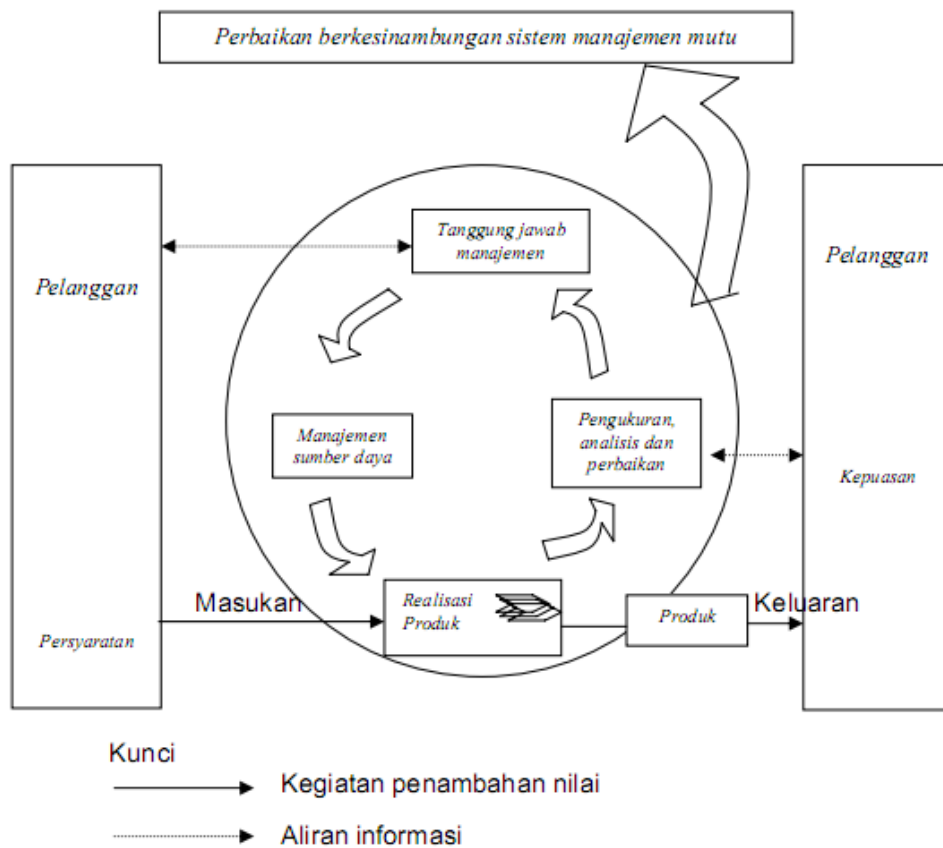 Perbaikan berkesinambungan sistem manajemen mutu
Tanggung jawab
manajemen
Pelanggan
Pelanggan
Manajemen
sumber daya
Pengukuran,
analisis dan
perbaikan
Kepuasan
Masukan
Realisasi
Produk
Produk
Keluaran
Persyaratan
Kunci
Kegiatan penambahan nilai
Aliran informasi